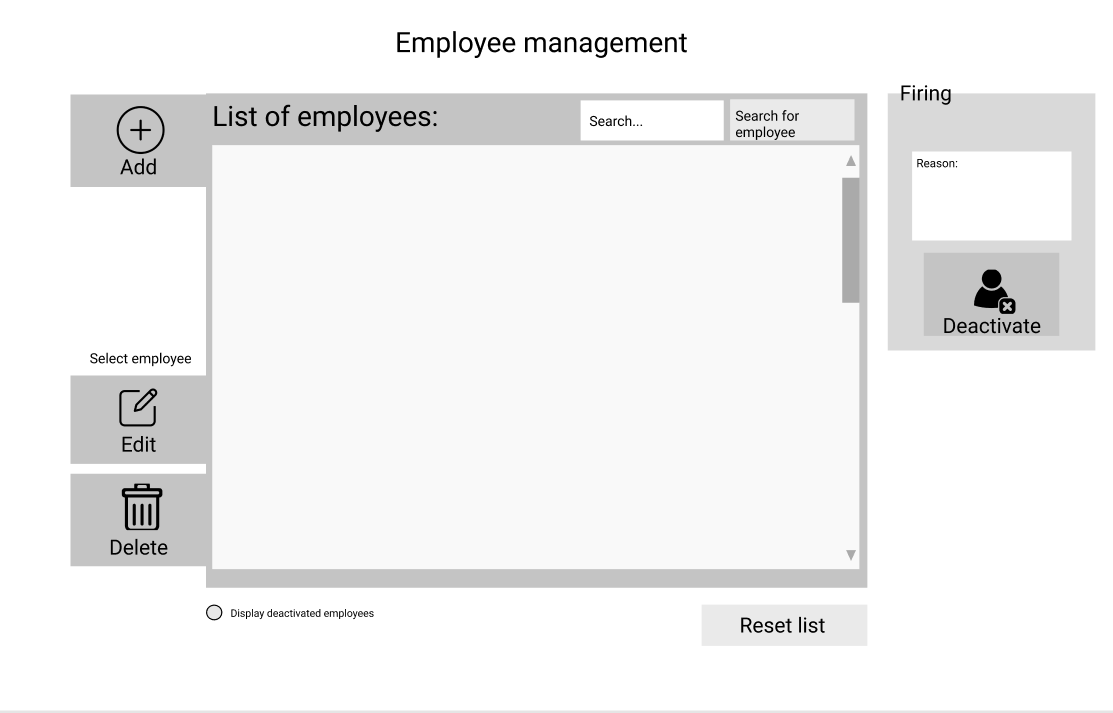 Employee management
Add
List of employees:
Search...
Search for
employee
Firing
Reason:
Deactivate
Select employee
Edit
Delete
Display deactivated employees
Reset list